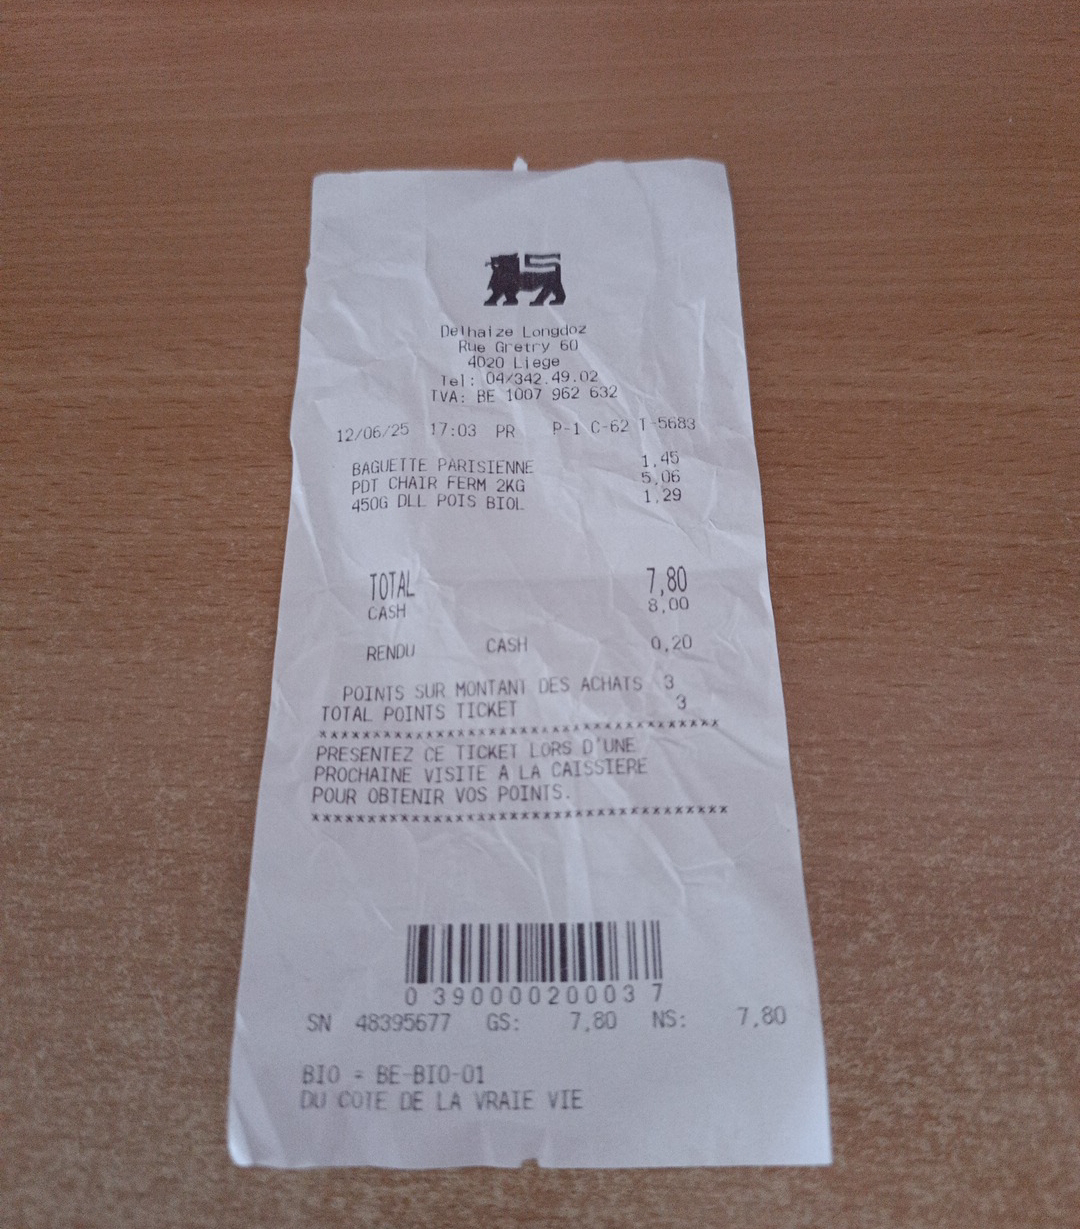 Delhaize Longdoz
Rue Gretry 60
4020 Liege
Tel: 04/342.49.02
TVA: BE 1007 962 632
12/06/25 17:03 PR P-1 C-62 T-5683
BAGUETTE PARISIENNE 1,45
PDT CHAIR FERM 2KG 5,06
450G DLL POIS BIOL 1,29
TOTAL 7,80
CASH 8,00
RENDU CASH 0,20
POINTS SUR MONTANT DES ACHATS 3
TOTAL POINTS TICKET 3
****************************************
PRESENTEZ CE TICKET LORS D'UNE
PROCHAINE VISITE A LA CAISSIERE
POUR OBTENIR VOS POINTS.
****************************************
0 39000020003 7
SN 48395677 GS: 7,80 NS: 7,80
BIO = BE-BIO-01
DU COTE DE LA VRAIE VIE